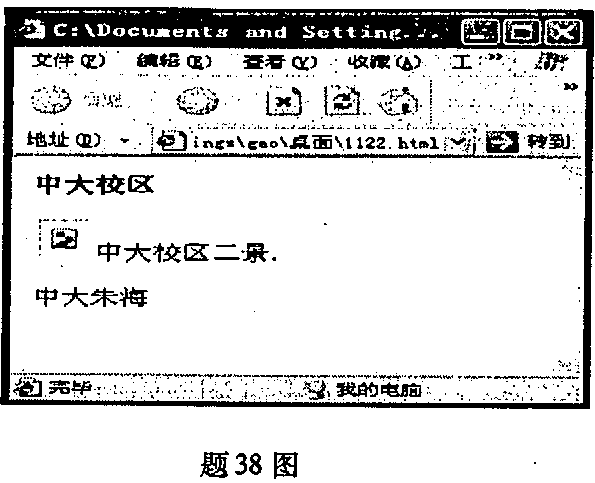 C:\Documents and Setting...
文件(F) 编辑(E) 查看(V) 收藏(A) 工 »
»
地址(D) ings\gao\桌面\1122.html 转到
中大校区
中大校区二景.
中大朱海
完毕 我的电脑
题38图